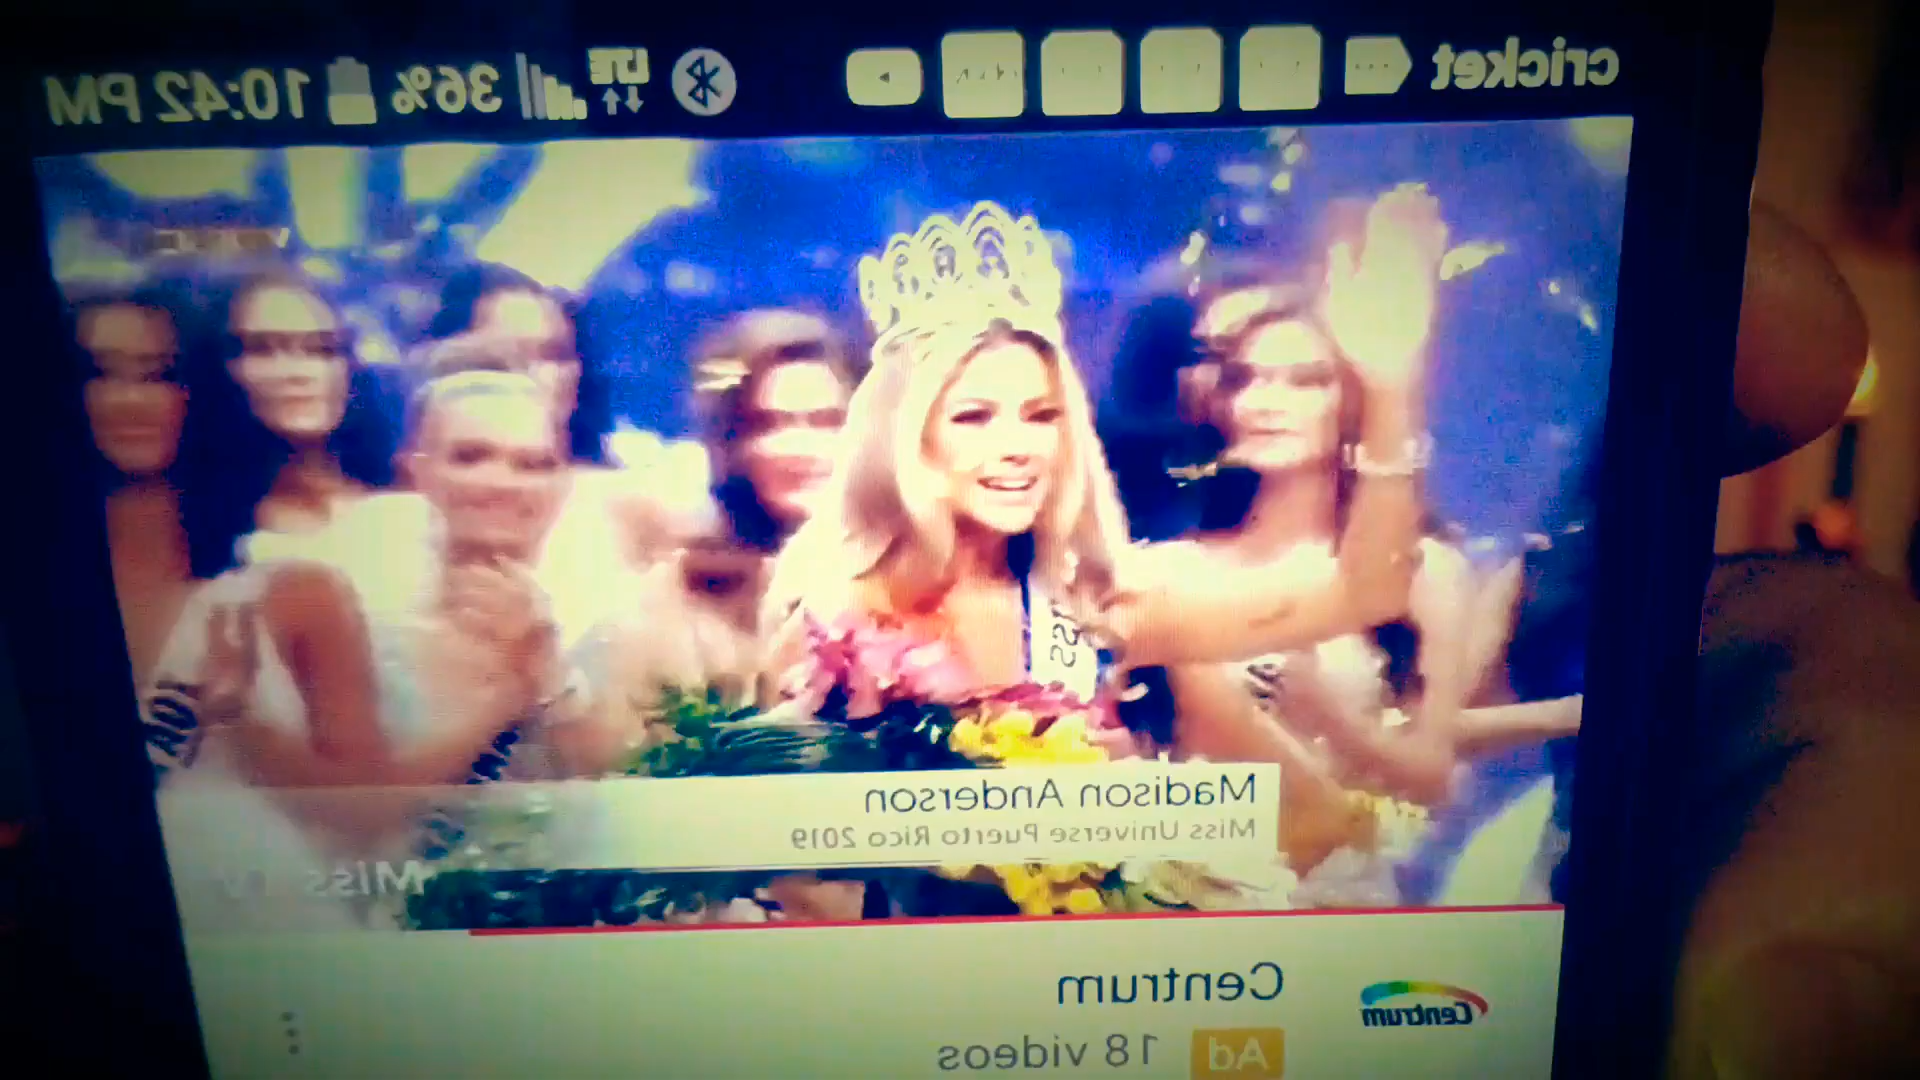 cricket LTE 36% 10:42 PM
ISS
Madison Anderson
Miss Universe Puerto Rico 2019
Miss
Centrum
Centrum
Ad 18 videos